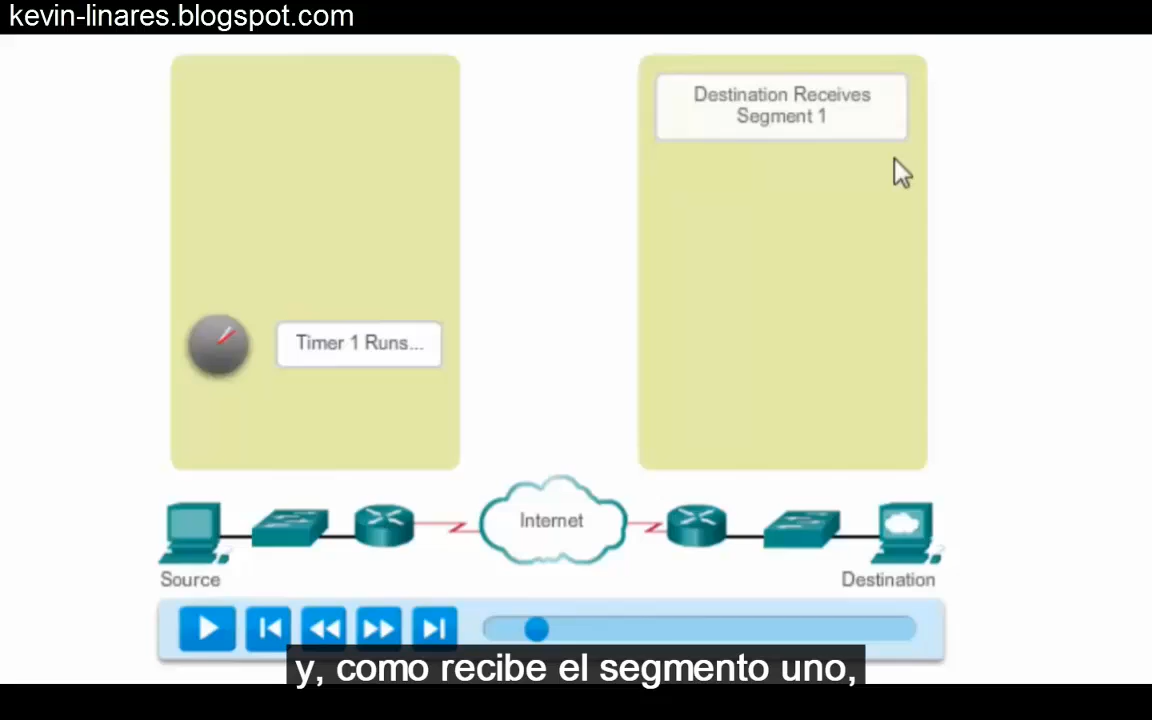 kevin-linares.blogspot.com
Destination Receives
Segment 1
Timer 1 Runs...
Internet
Source
Destination
y, como recibe el segmento uno,